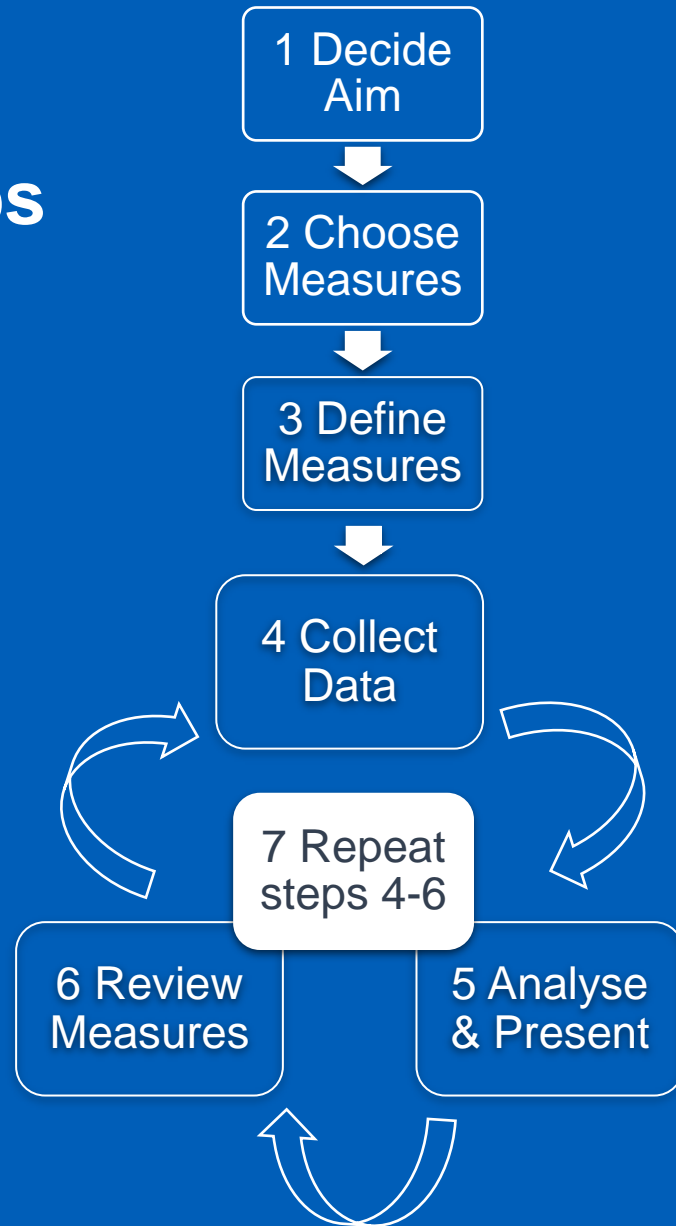 1 Decide
Aim
2 Choose
Measures
3 Define
Measures
4 Collect
Data
7 Repeat
steps 4-6
6 Review
Measures
5 Analyse
& Present